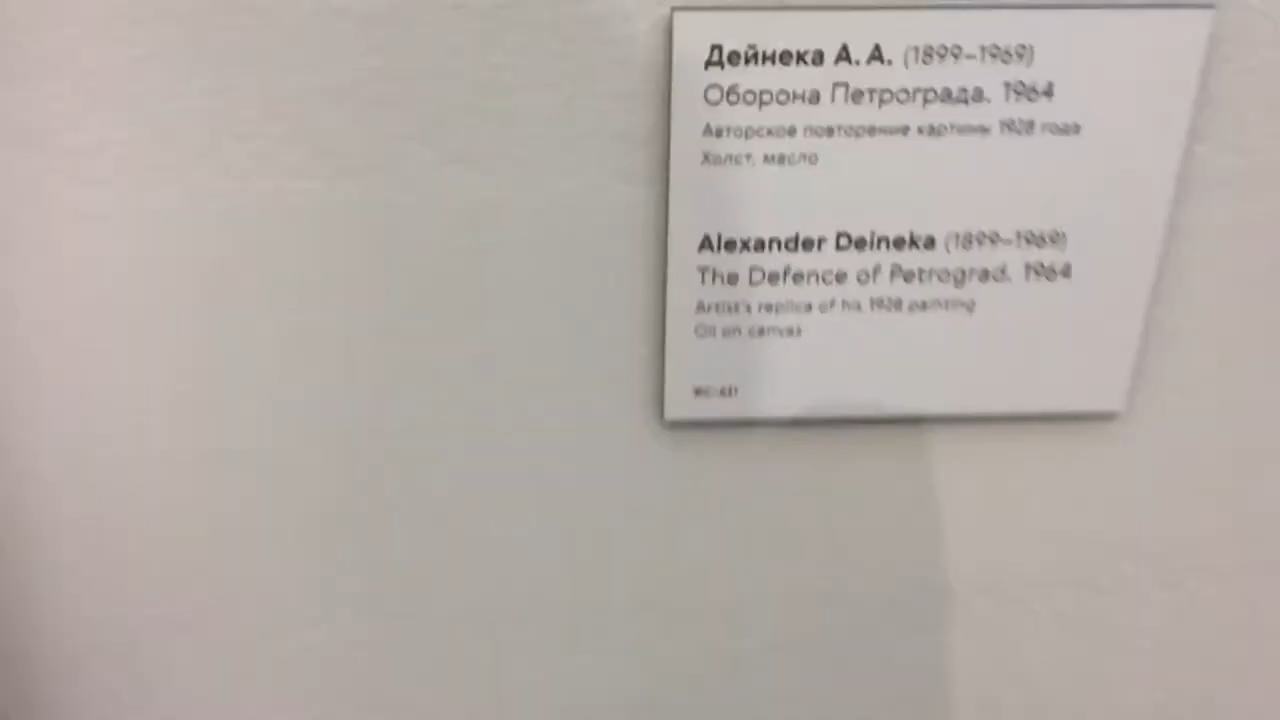 Дейнека А. А. (1899–1969)
Оборона Петрограда. 1964
Авторское повторение картины 1928 года
Холст, масло
Alexander Deineka (1899–1969)
The Defence of Petrograd. 1964
Artist's replica of his 1928 painting
Oil on canvas